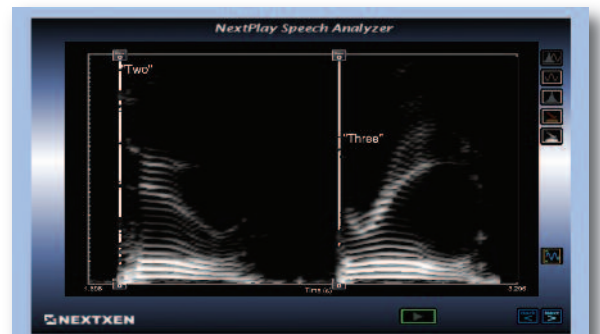 NextPlay Speech Analyzer
"Two"
"Three"
Time (s)
NEXTXEN